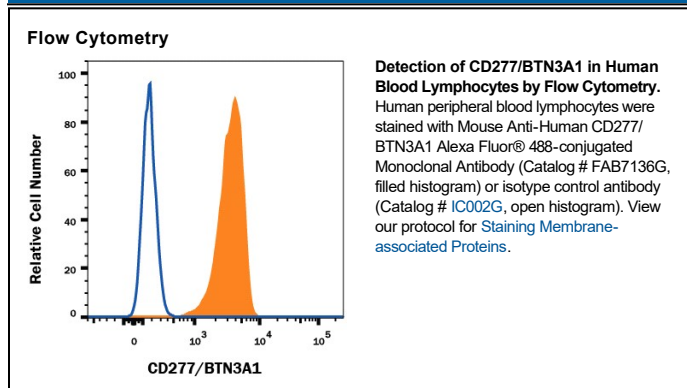 Flow Cytometry
100
80
60
40
20
0
Relative Cell Number
0
10³
10⁴
10⁵
CD277/BTN3A1
Detection of CD277/BTN3A1 in Human
Blood Lymphocytes by Flow Cytometry.
Human peripheral blood lymphocytes were
stained with Mouse Anti-Human CD277/
BTN3A1 Alexa Fluor® 488-conjugated
Monoclonal Antibody (Catalog # FAB7136G,
filled histogram) or isotype control antibody
(Catalog # IC002G, open histogram). View
our protocol for Staining Membrane-
associated Proteins.